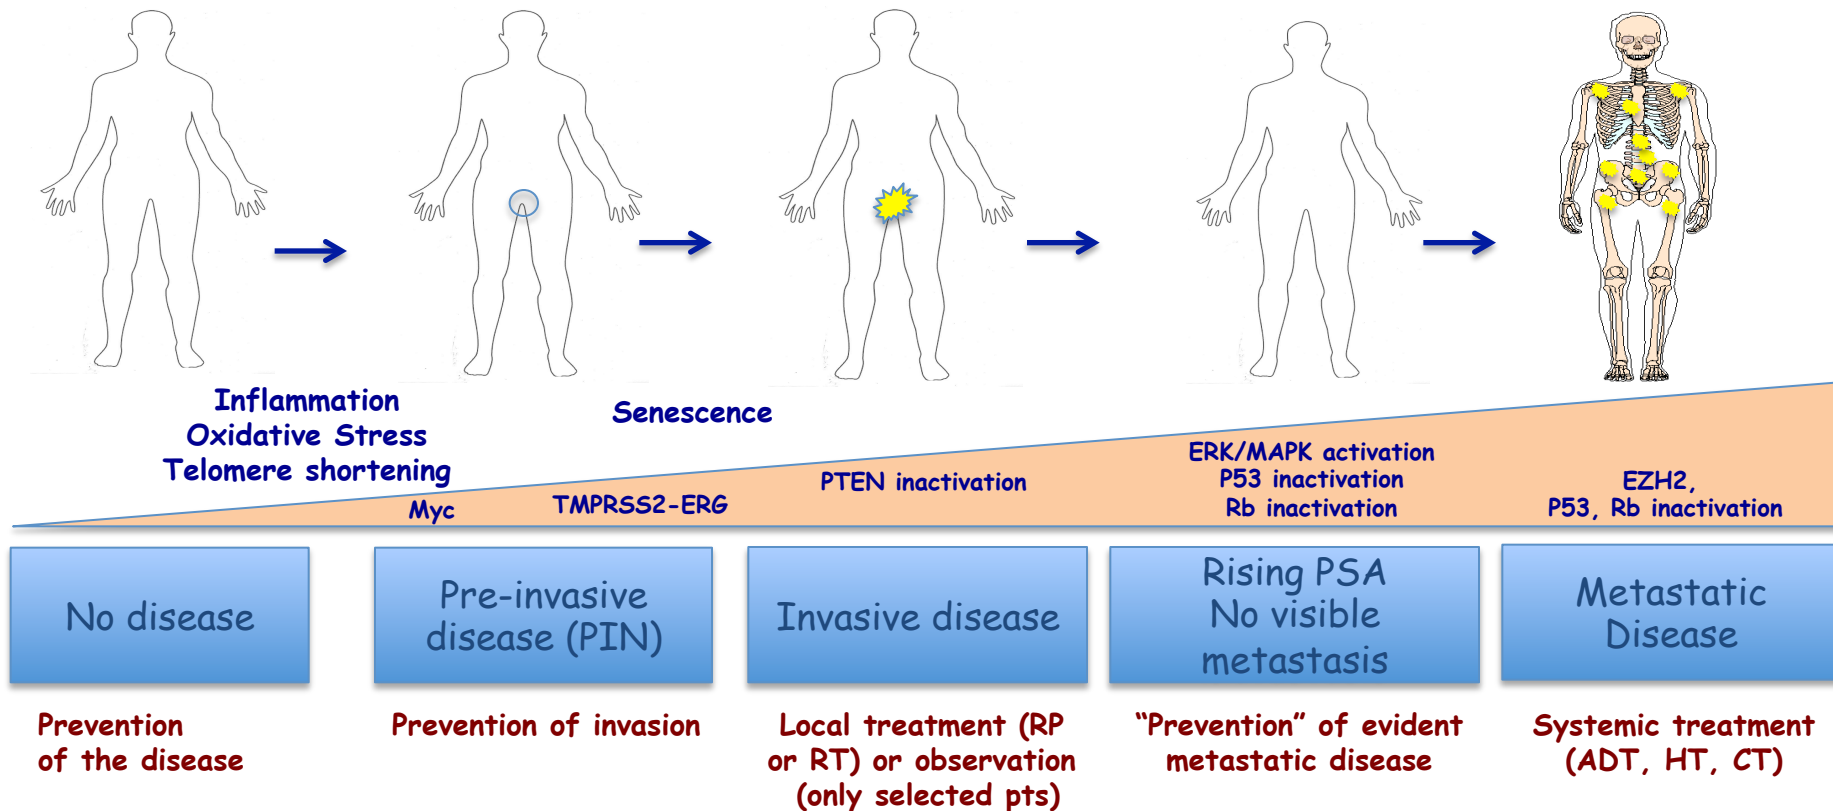 Inflammation
Oxidative Stress
Telomere shortening
Senescence
Myc
TMPRSS2-ERG
PTEN inactivation
ERK/MAPK activation
P53 inactivation
Rb inactivation
EZH2,
P53, Rb inactivation
No disease
Pre-invasive
disease (PIN)
Invasive disease
Rising PSA
No visible
metastasis
Metastatic
Disease
Prevention
of the disease
Prevention of invasion
Local treatment (RP
or RT) or observation
(only selected pts)
“Prevention” of evident
metastatic disease
Systemic treatment
(ADT, HT, CT)